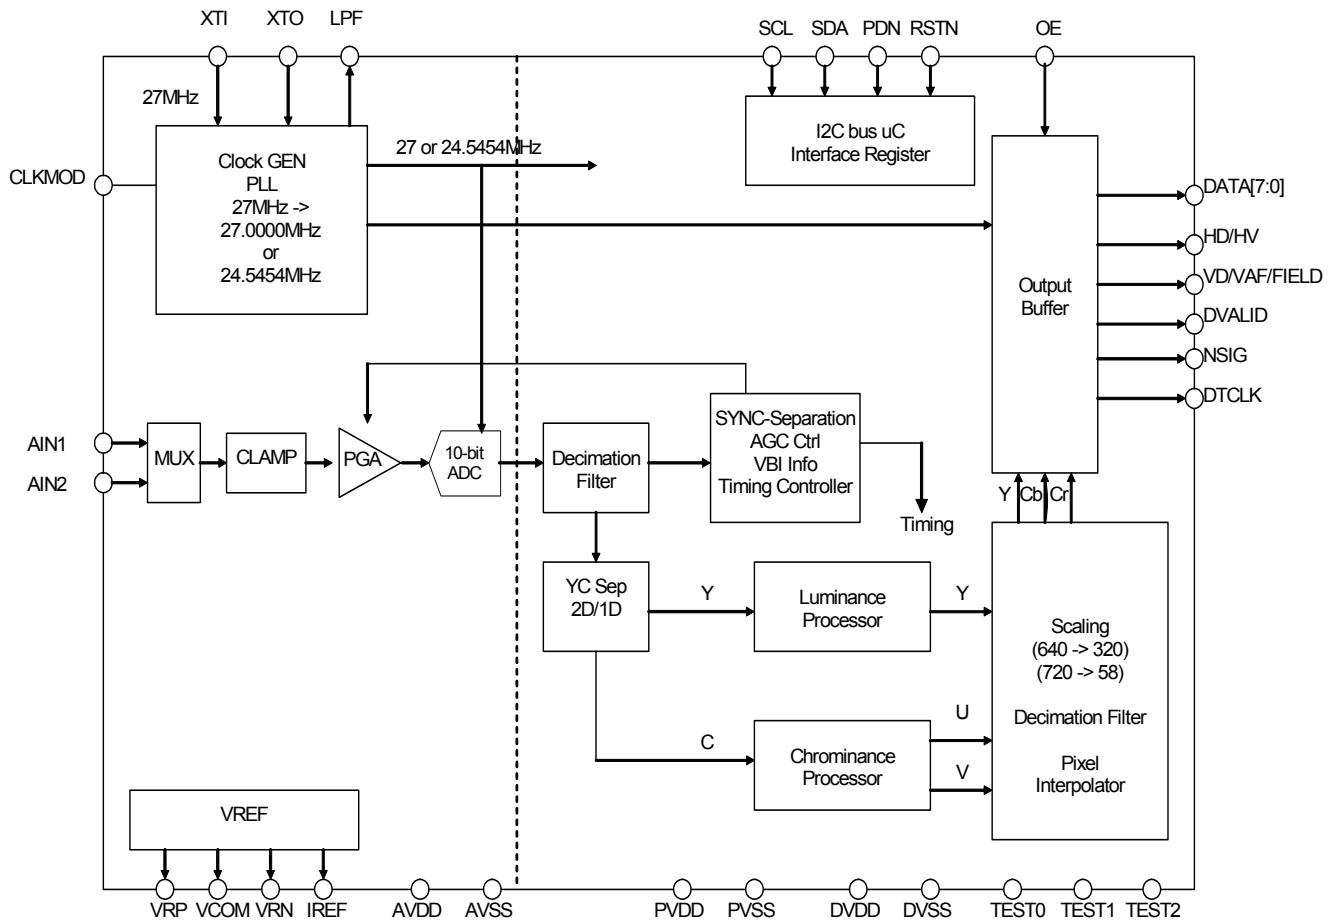 XTI
XTO
LPF
SCL
SDA
PDN
RSTN
OE
27MHz
CLKMOD
Clock GEN
PLL
27MHz ->
27.0000MHz
or
24.5454MHz
27 or 24.5454MHz
I2C bus uC
Interface Register
Output
Buffer
DATA[7:0]
HD/HV
VD/VAF/FIELD
DVALID
NSIG
DTCLK
AIN1
AIN2
MUX
CLAMP
PGA
10-bit
ADC
Decimation
Filter
SYNC-Separation
AGC Ctrl
VBI Info
Timing Controller
Timing
Y
Cb
Cr
YC Sep
2D/1D
Y
Luminance
Processor
Y
C
Chrominance
Processor
U
V
Scaling
(640 -> 320)
(720 -> 58)
Decimation Filter
Pixel
Interpolator
VREF
VRP
VCOM
VRN
IREF
AVDD
AVSS
PVDD
PVSS
DVDD
DVSS
TEST0
TEST1
TEST2